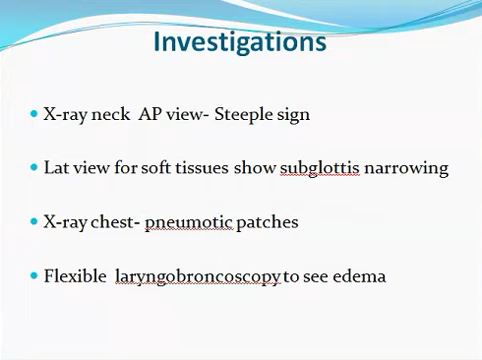 Investigations
X-ray neck AP view- Steeple sign
Lat view for soft tissues show subglottis narrowing
X-ray chest- pneumotic patches
Flexible laryngobroncoscopy to see edema